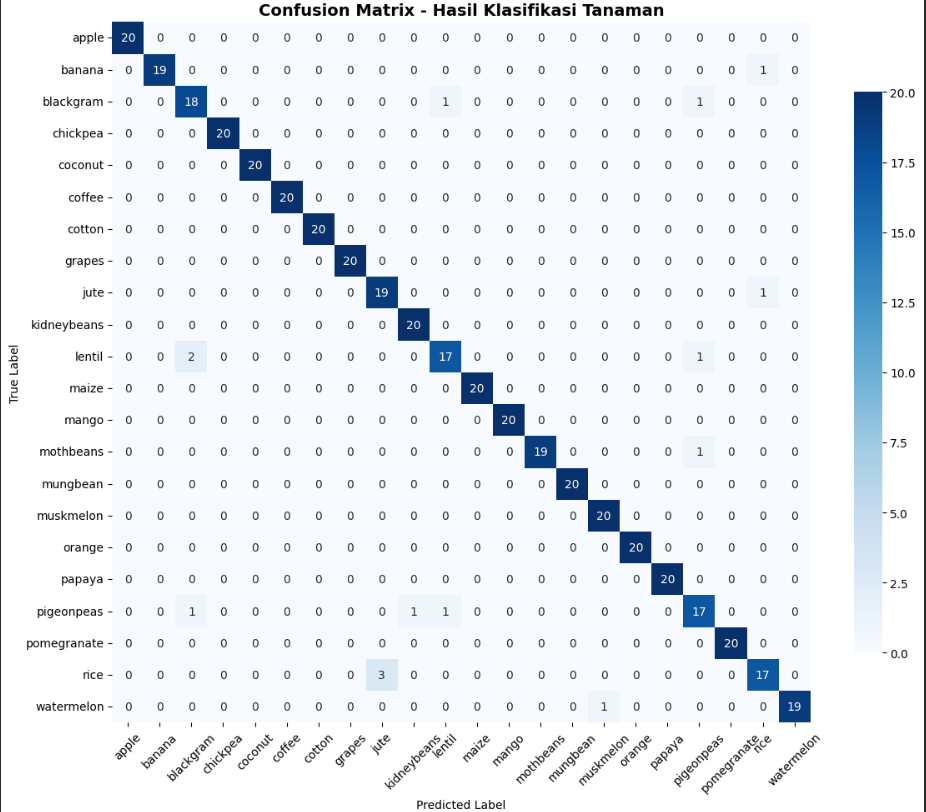 Confusion Matrix - Hasil Klasifikasi Tanaman
apple 20 0 0 0 0 0 0 0 0 0 0 0 0 0 0 0 0 0 0 0 0 0
banana 0 19 0 0 0 0 0 0 0 0 0 0 0 0 0 0 0 0 0 0 1 0
blackgram 0 0 18 0 0 0 0 0 0 0 1 0 0 0 0 0 0 0 1 0 0 0
chickpea 0 0 0 20 0 0 0 0 0 0 0 0 0 0 0 0 0 0 0 0 0 0
coconut 0 0 0 0 20 0 0 0 0 0 0 0 0 0 0 0 0 0 0 0 0 0
coffee 0 0 0 0 0 20 0 0 0 0 0 0 0 0 0 0 0 0 0 0 0 0
cotton 0 0 0 0 0 0 20 0 0 0 0 0 0 0 0 0 0 0 0 0 0 0
grapes 0 0 0 0 0 0 0 20 0 0 0 0 0 0 0 0 0 0 0 0 0 0
jute 0 0 0 0 0 0 0 0 19 0 0 0 0 0 0 0 0 0 0 0 1 0
kidneybeans 0 0 0 0 0 0 0 0 0 20 0 0 0 0 0 0 0 0 0 0 0 0
lentil 0 0 2 0 0 0 0 0 0 0 17 0 0 0 0 0 0 0 1 0 0 0
maize 0 0 0 0 0 0 0 0 0 0 0 20 0 0 0 0 0 0 0 0 0 0
mango 0 0 0 0 0 0 0 0 0 0 0 0 20 0 0 0 0 0 0 0 0 0
mothbeans 0 0 0 0 0 0 0 0 0 0 0 0 0 19 0 0 0 0 1 0 0 0
mungbean 0 0 0 0 0 0 0 0 0 0 0 0 0 0 20 0 0 0 0 0 0 0
muskmelon 0 0 0 0 0 0 0 0 0 0 0 0 0 0 0 20 0 0 0 0 0 0
orange 0 0 0 0 0 0 0 0 0 0 0 0 0 0 0 0 20 0 0 0 0 0
papaya 0 0 0 0 0 0 0 0 0 0 0 0 0 0 0 0 0 20 0 0 0 0
pigeonpeas 0 0 1 0 0 0 0 0 0 1 1 0 0 0 0 0 0 0 17 0 0 0
pomegranate 0 0 0 0 0 0 0 0 0 0 0 0 0 0 0 0 0 0 0 20 0 0
rice 0 0 0 0 0 0 0 0 3 0 0 0 0 0 0 0 0 0 0 0 17 0
watermelon 0 0 0 0 0 0 0 0 0 0 0 0 0 0 0 1 0 0 0 0 0 19
True Label
apple banana blackgram chickpea coconut coffee cotton grapes jute kidneybeans lentil maize mango mothbeans mungbean muskmelon orange papaya pigeonpeas pomegranate rice watermelon
Predicted Label
20.0
17.5
15.0
12.5
10.0
7.5
5.0
2.5
0.0